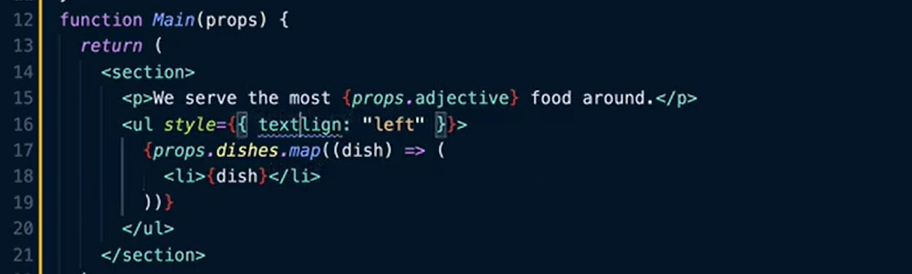 12 function Main(props) {
13 return (
14 <section>
15 <p>We serve the most {props.adjective} food around.</p>
16 <ul style={{ textlign: "left" }}>
17 {props.dishes.map((dish) => (
18 <li>{dish}</li>
19 ))}
20 </ul>
21 </section>